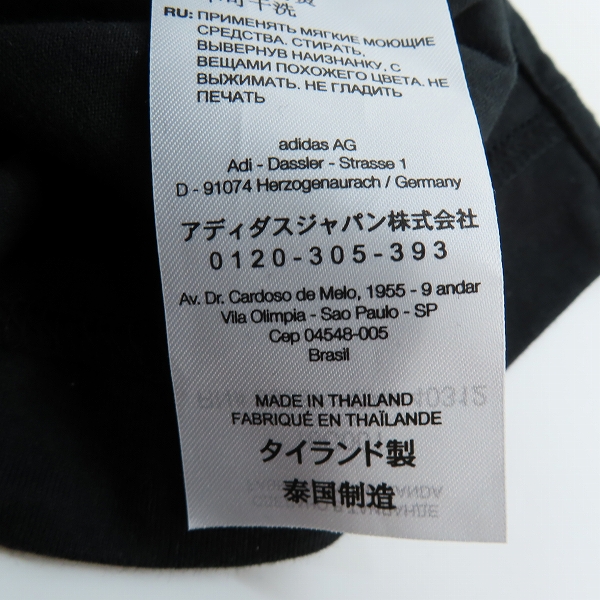 可干洗
RU: ПРИМЕНЯТЬ МЯГКИЕ МОЮЩИЕ
СРЕДСТВА. СТИРАТЬ,
ВЫВЕРНУВ НАИЗНАНКУ, С
ВЕЩАМИ ПОХОЖЕГО ЦВЕТА. НЕ
ВЫЖИМАТЬ. НЕ ГЛАДИТЬ
ПЕЧАТЬ
adidas AG
Adi - Dassler - Strasse 1
D - 91074 Herzogenaurach / Germany
アディダスジャパン株式会社
0120-305-393
Av. Dr. Cardoso de Melo, 1955 - 9 andar
Vila Olimpia - Sao Paulo - SP
Cep 04548-005
Brasil
MADE IN THAILAND
FABRIQUÉ EN THAÏLANDE
タイランド製
泰国制造